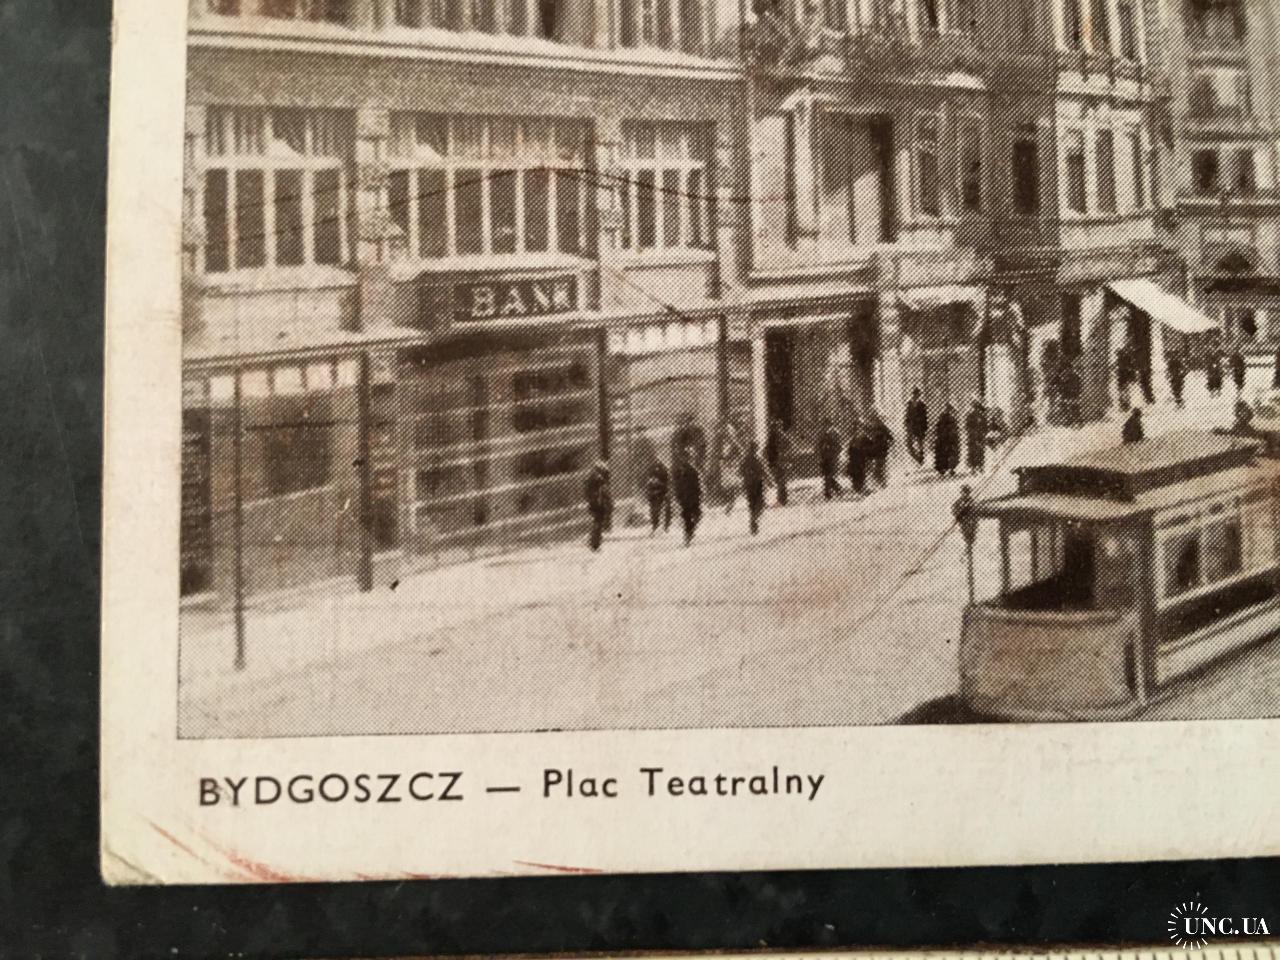 BANK
BYDGOSZCZ — Plac Teatralny
UNC.UA